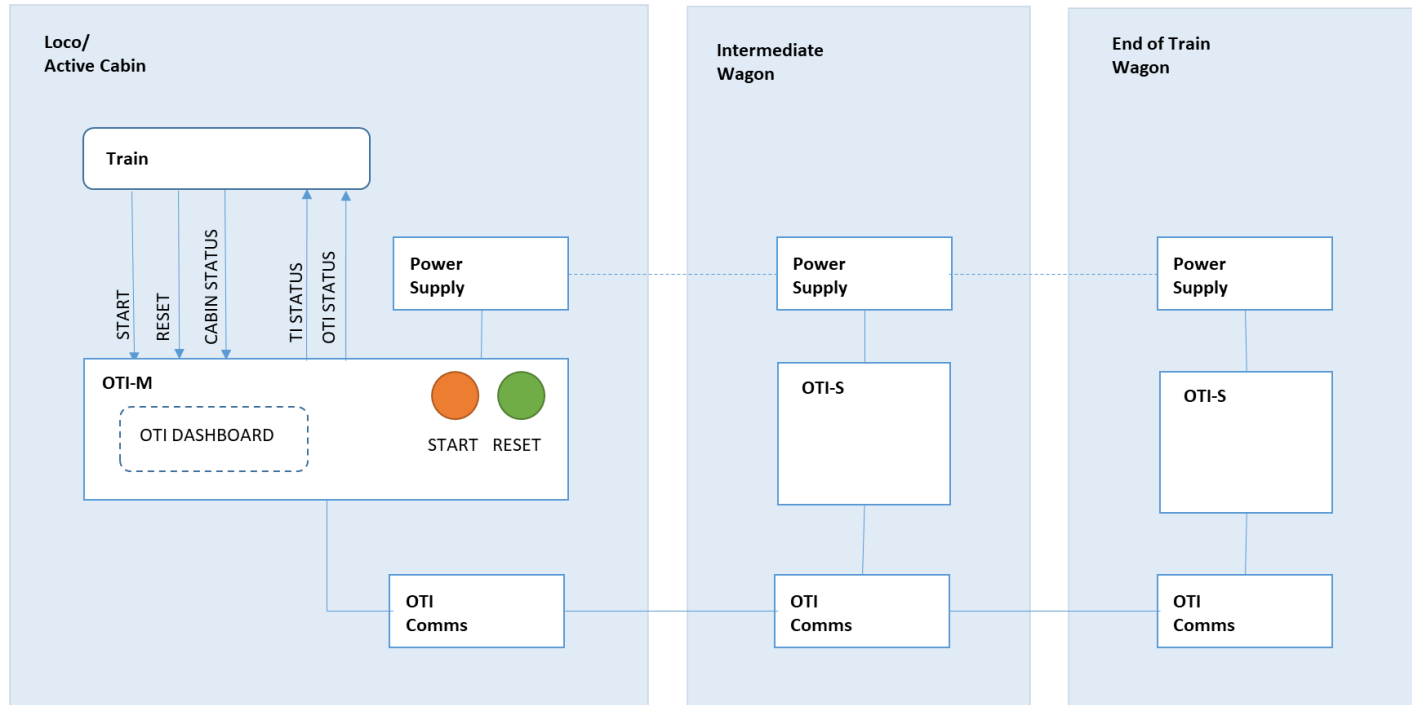 Loco/
Active Cabin
Intermediate
Wagon
End of Train
Wagon
Train
START
RESET
CABIN STATUS
TI STATUS
OTI STATUS
Power
Supply
Power
Supply
Power
Supply
OTI-M
OTI DASHBOARD
START
RESET
OTI-S
OTI-S
OTI
Comms
OTI
Comms
OTI
Comms